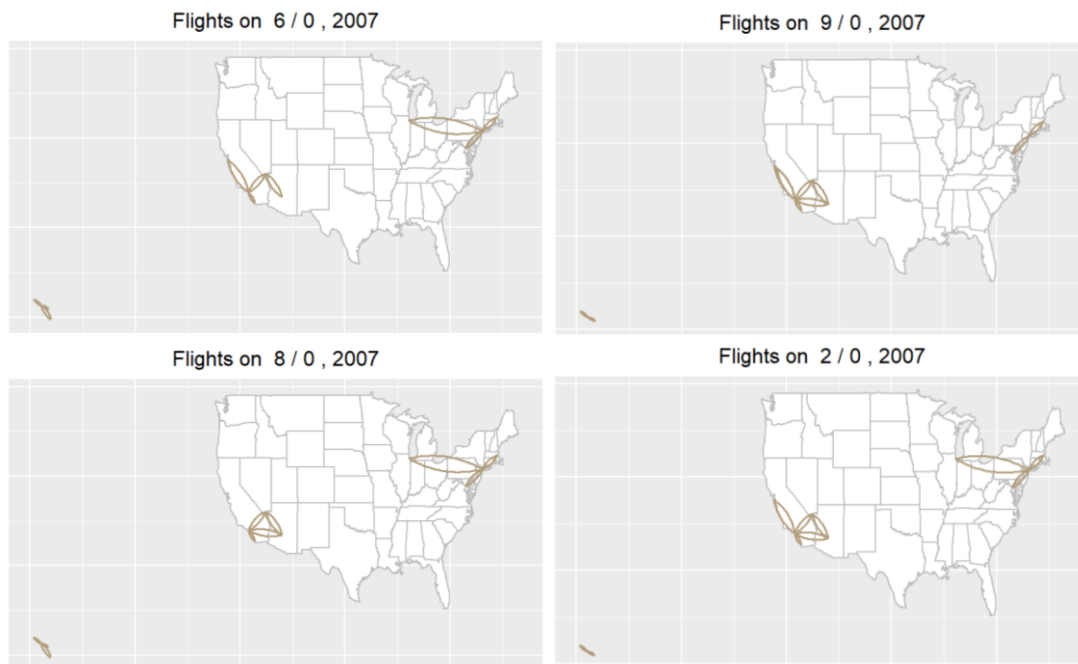 Flights on 6 / 0 , 2007
Flights on 9 / 0 , 2007
Flights on 8 / 0 , 2007
Flights on 2 / 0 , 2007